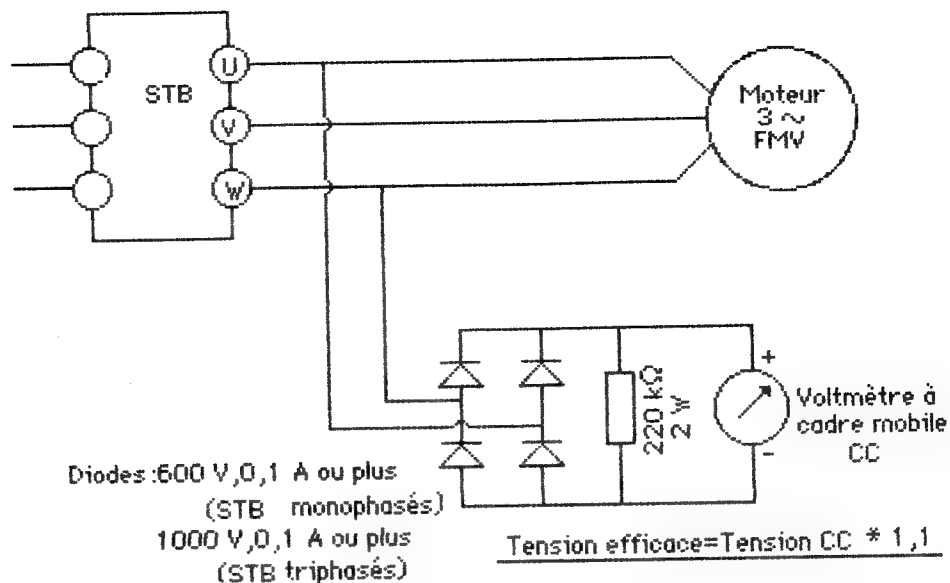 STB
U
V
W
Moteur
3 ~
FMV
220 kΩ
2 W
+
-
Voltmètre à
cadre mobile
CC
Diodes :600 V,0,1 A ou plus
(STB monophasés)
1000 V,0,1 A ou plus
(STB triphasés)
Tension efficace=Tension CC * 1,1